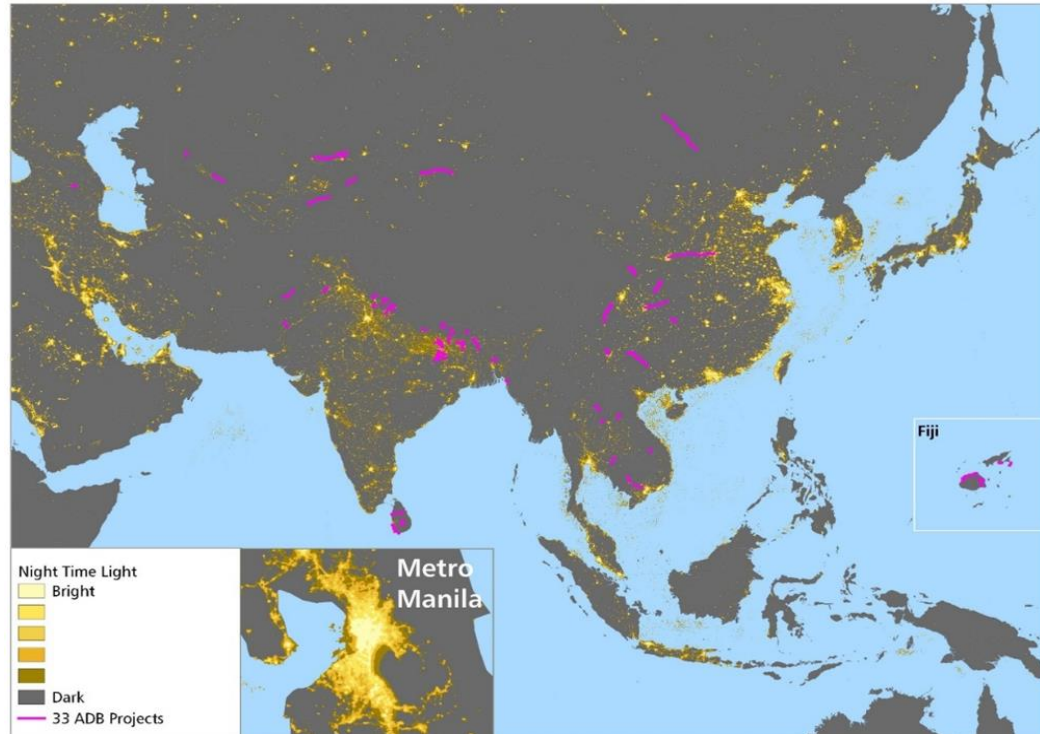 Fiji
Night Time Light
Bright
Dark
33 ADB Projects
Metro
Manila